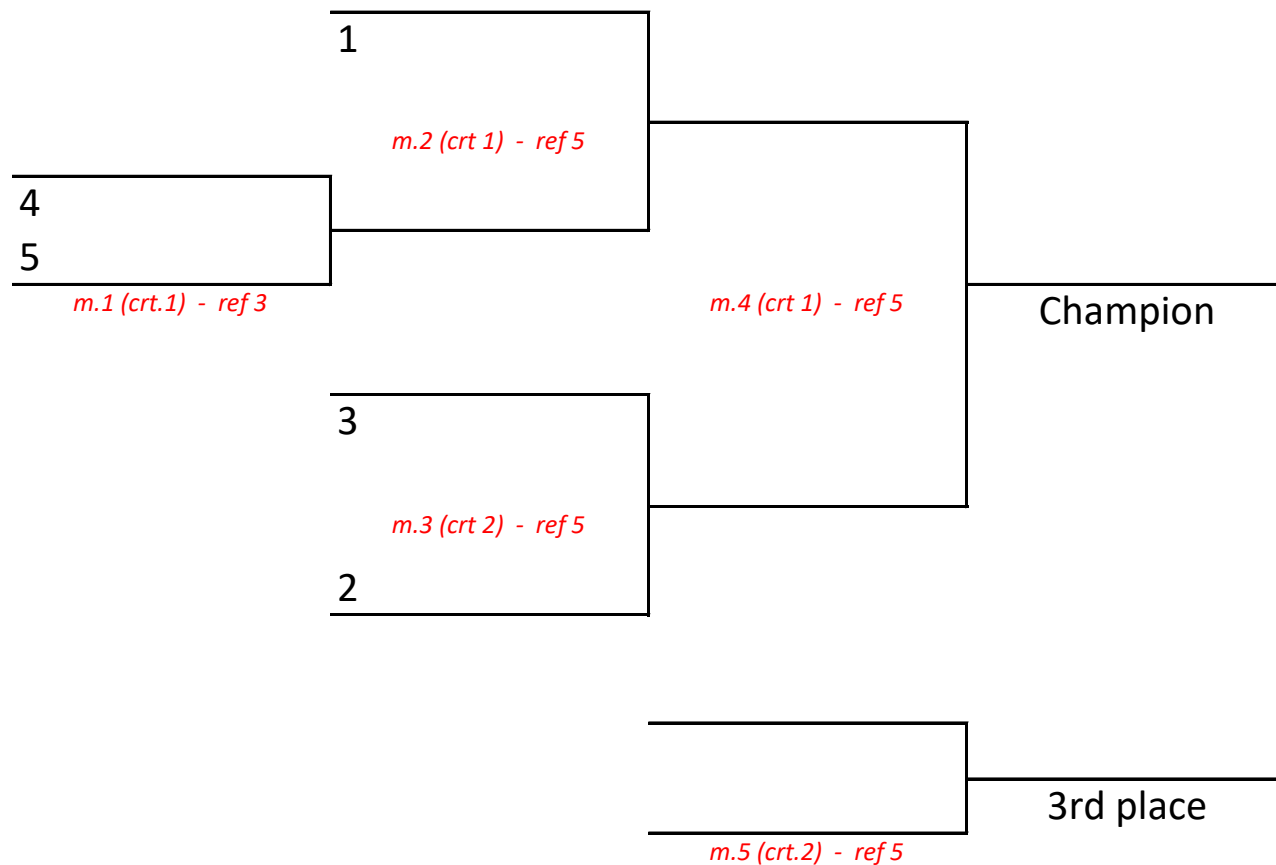 1
m.2 (crt 1) - ref 5
4
5
m.1 (crt.1) - ref 3
m.4 (crt 1) - ref 5
Champion
3
m.3 (crt 2) - ref 5
2
3rd place
m.5 (crt.2) - ref 5